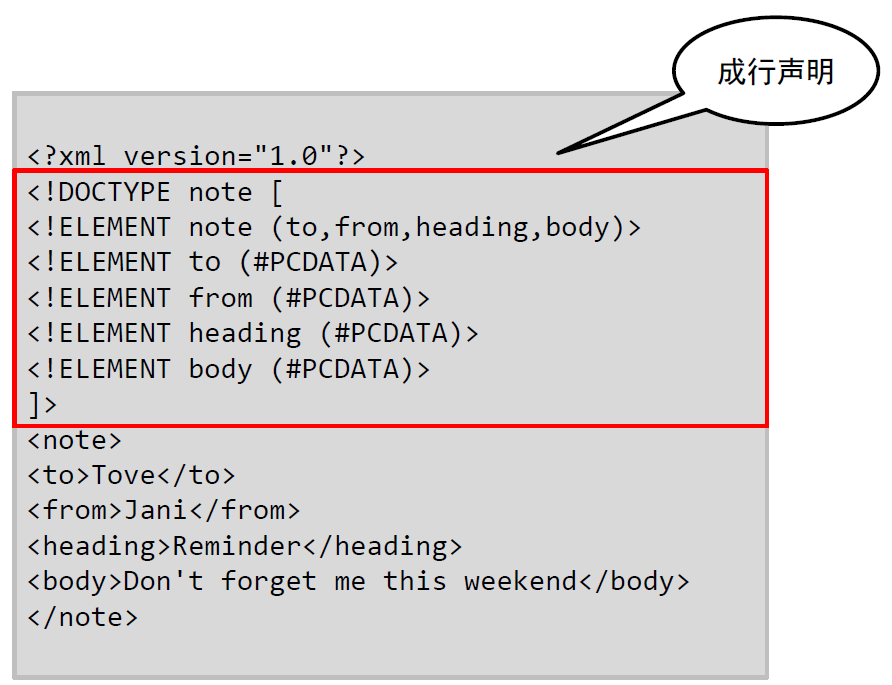 成行声明
<?xml version="1.0"?>
<!DOCTYPE note [
<!ELEMENT note (to,from,heading,body)>
<!ELEMENT to (#PCDATA)>
<!ELEMENT from (#PCDATA)>
<!ELEMENT heading (#PCDATA)>
<!ELEMENT body (#PCDATA)>
]>
<note>
<to>Tove</to>
<from>Jani</from>
<heading>Reminder</heading>
<body>Don't forget me this weekend</body>
</note>